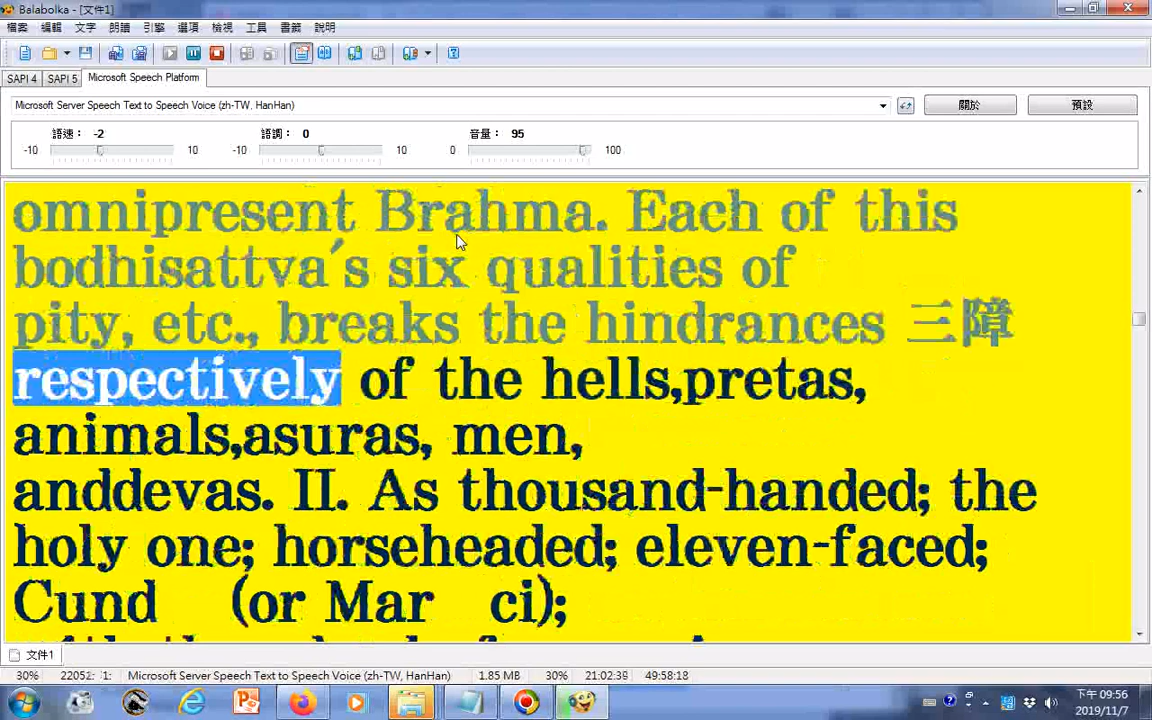 Balabolka - [文件1]
檔案 編輯 文字 朗讀 引擎 選項 檢視 工具 書籤 說明
SAPI 4 SAPI 5 Microsoft Speech Platform
Microsoft Server Speech Text to Speech Voice (zh-TW, HanHan) 關於 預設
語速： -2 語調： 0 音量： 95
-10 10 -10 10 0 100
omnipresent Brahma. Each of this
bodhisattva's six qualities of
pity, etc., breaks the hindrances 三障
respectively of the hells,pretas,
animals,asuras, men,
anddevas. II. As thousand-handed; the
holy one; horseheaded; eleven-faced;
Cund (or Mar ci);
文件1
30% 22051: 1: Microsoft Server Speech Text to Speech Voice (zh-TW, HanHan) 1.85 MB 30% 21:02:39 49:58:18
下午 09:56
2019/11/7